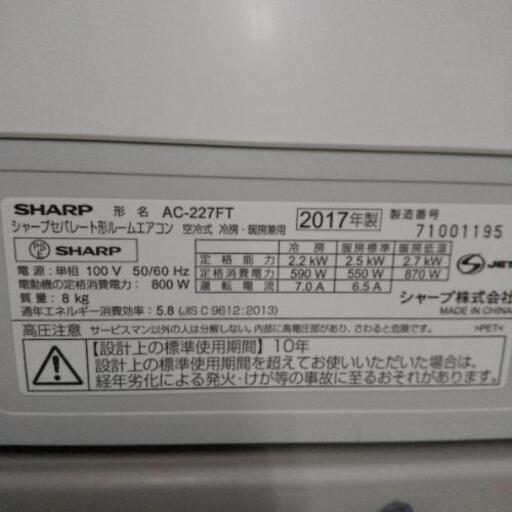 SHARP 形名 AC-227FT 2017年製 製造番号 71001195
シャープセパレート形ルームエアコン 空冷式 冷房・暖房兼用
PSE SHARP
冷房 暖房標準 暖房低温
定格能力 2.2 kW 2.5 kW 2.7 kW
電源:単相 100 V 50/60 Hz 定格消費電力 590 W 550 W 870 W
電動機の定格消費電力 800 W 運転電流 7.0 A 6.5 A
JET
質量:8 kg シャープ株式会社
通年エネルギー消費効率:5.8 (JIS C 9612:2013) MADE IN CHINA
高圧注意 サービスマン以外の人は分解しない。内部に高電圧部があり、さわると危険です。 >PET<
【設計上の標準使用期間】10年
設計上の標準使用期間を超えてお使いいただいた場合は、
経年劣化による発火・けが等の事故に至るおそれがあります。